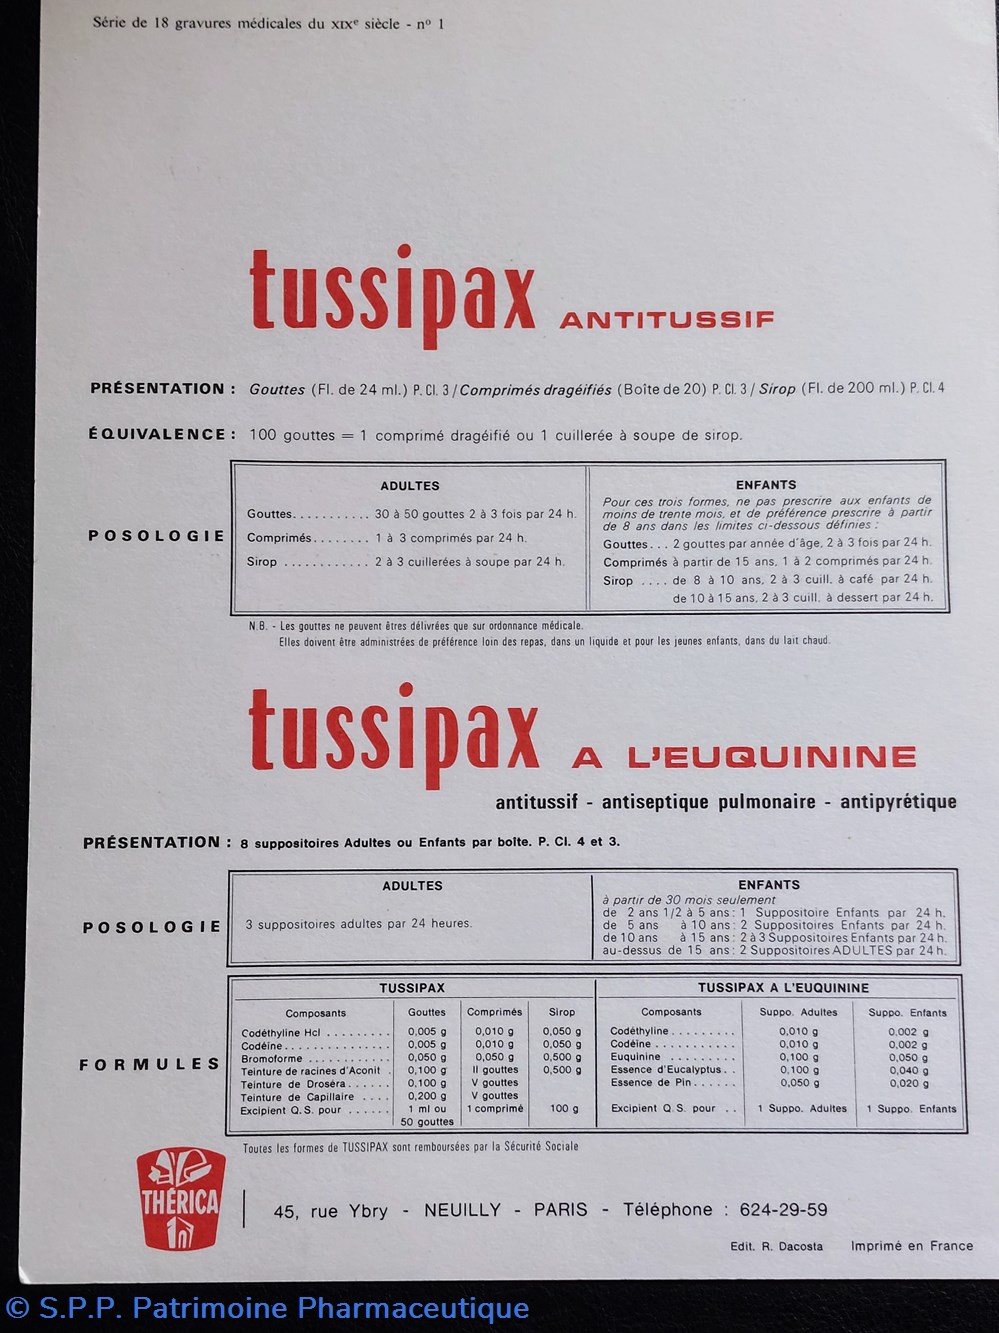 Série de 18 gravures médicales du XIXe siècle - nº 1
tussipax ANTITUSSIF
PRÉSENTATION : Gouttes (Fl. de 24 ml.) P. Cl. 3 / Comprimés dragéifiés (Boîte de 20) P. Cl. 3 / Sirop (Fl. de 200 ml.) P. Cl. 4
ÉQUIVALENCE : 100 gouttes = 1 comprimé dragéifié ou 1 cuillerée à soupe de sirop.
POSOLOGIE
ADULTES
Gouttes........... 30 à 50 gouttes 2 à 3 fois par 24 h.
Comprimés........ 1 à 3 comprimés par 24 h.
Sirop ............ 2 à 3 cuillerées à soupe par 24 h.
ENFANTS
Pour ces trois formes, ne pas prescrire aux enfants de
moins de trente mois, et de préférence prescrire à partir
de 8 ans dans les limites ci-dessous définies :
Gouttes... 2 gouttes par année d'âge, 2 à 3 fois par 24 h.
Comprimés à partir de 15 ans, 1 à 2 comprimés par 24 h.
Sirop .... de 8 à 10 ans, 2 à 3 cuill. à café par 24 h.
de 10 à 15 ans, 2 à 3 cuill. à dessert par 24 h.
N.B. - Les gouttes ne peuvent êtres délivrées que sur ordonnance médicale.
Elles doivent être administrées de préférence loin des repas, dans un liquide et pour les jeunes enfants, dans du lait chaud.
tussipax A L'EUQUININE
antitussif - antiseptique pulmonaire - antipyrétique
PRÉSENTATION : 8 suppositoires Adultes ou Enfants par boîte. P. Cl. 4 et 3.
POSOLOGIE
ADULTES
3 suppositoires adultes par 24 heures.
ENFANTS
à partir de 30 mois seulement
de 2 ans 1/2 à 5 ans : 1 Suppositoire Enfants par 24 h.
de 5 ans à 10 ans : 2 Suppositoires Enfants par 24 h.
de 10 ans à 15 ans : 2 à 3 Suppositoires Enfants par 24 h.
au-dessus de 15 ans : 2 Suppositoires ADULTES par 24 h.
FORMULES
TUSSIPAX
Composants Gouttes Comprimés Sirop
Codéthyline Hcl ......... 0,005 g 0,010 g 0,050 g
Codéine............... 0,005 g 0,010 g 0,050 g
Bromoforme ............ 0,050 g 0,050 g 0,500 g
Teinture de racines d'Aconit . 0,100 g II gouttes 0,500 g
Teinture de Droséra...... 0,100 g V gouttes
Teinture de Capillaire .... 0,200 g V gouttes
Excipient Q.S. pour ...... 1 ml ou 1 comprimé 100 g
50 gouttes
TUSSIPAX A L'EUQUININE
Composants Suppo. Adultes Suppo. Enfants
Codéthyline......... 0,010 g 0,002 g
Codéine ........... 0,010 g 0,002 g
Euquinine ......... 0,100 g 0,050 g
Essence d'Eucalyptus.. 0,100 g 0,040 g
Essence de Pin...... 0,050 g 0,020 g
Excipient Q.S. pour .. 1 Suppo. Adultes 1 Suppo. Enfants
Toutes les formes de TUSSIPAX sont remboursées par la Sécurité Sociale
THÉRICA
45, rue Ybry - NEUILLY - PARIS - Téléphone : 624-29-59
Edit. R. Dacosta Imprimé en France
© S.P.P. Patrimoine Pharmaceutique